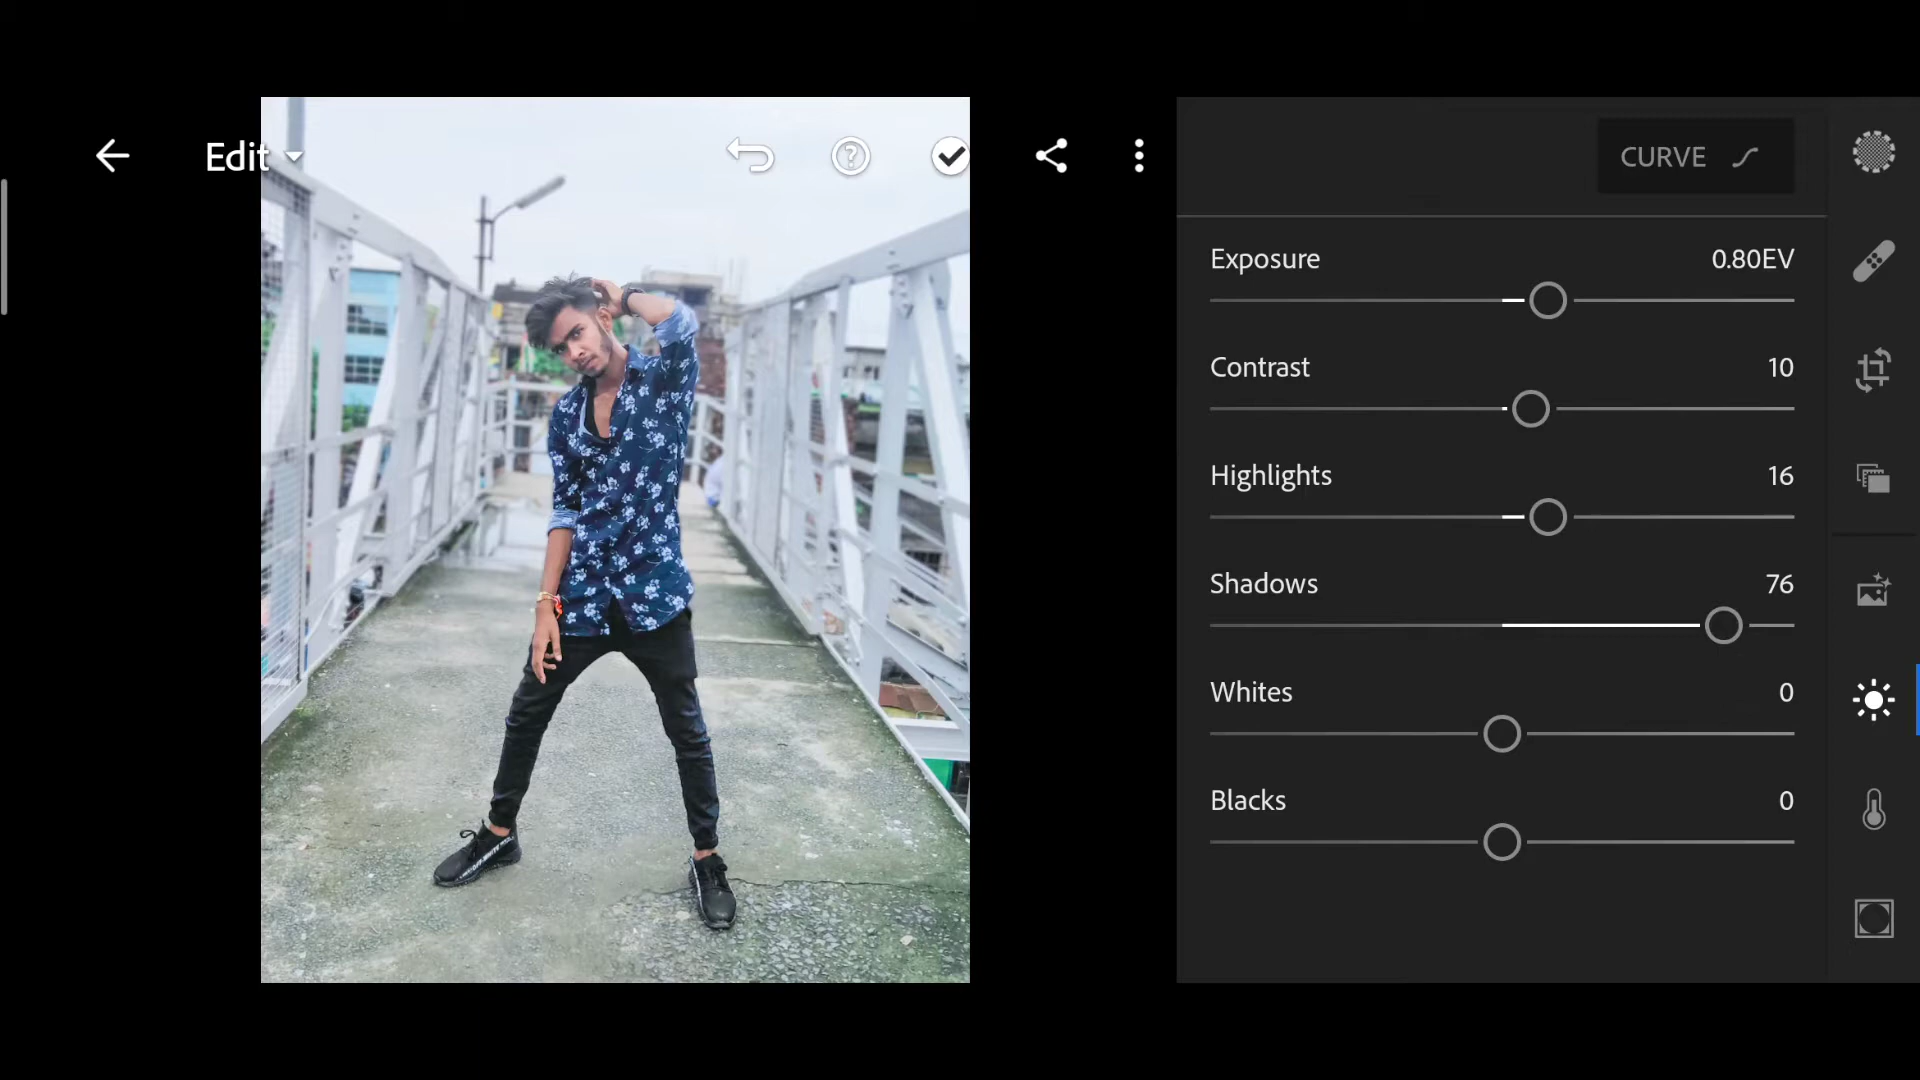 Edit
CURVE
Exposure 0.80EV
Contrast 10
Highlights 16
Shadows 76
Whites 0
Blacks 0